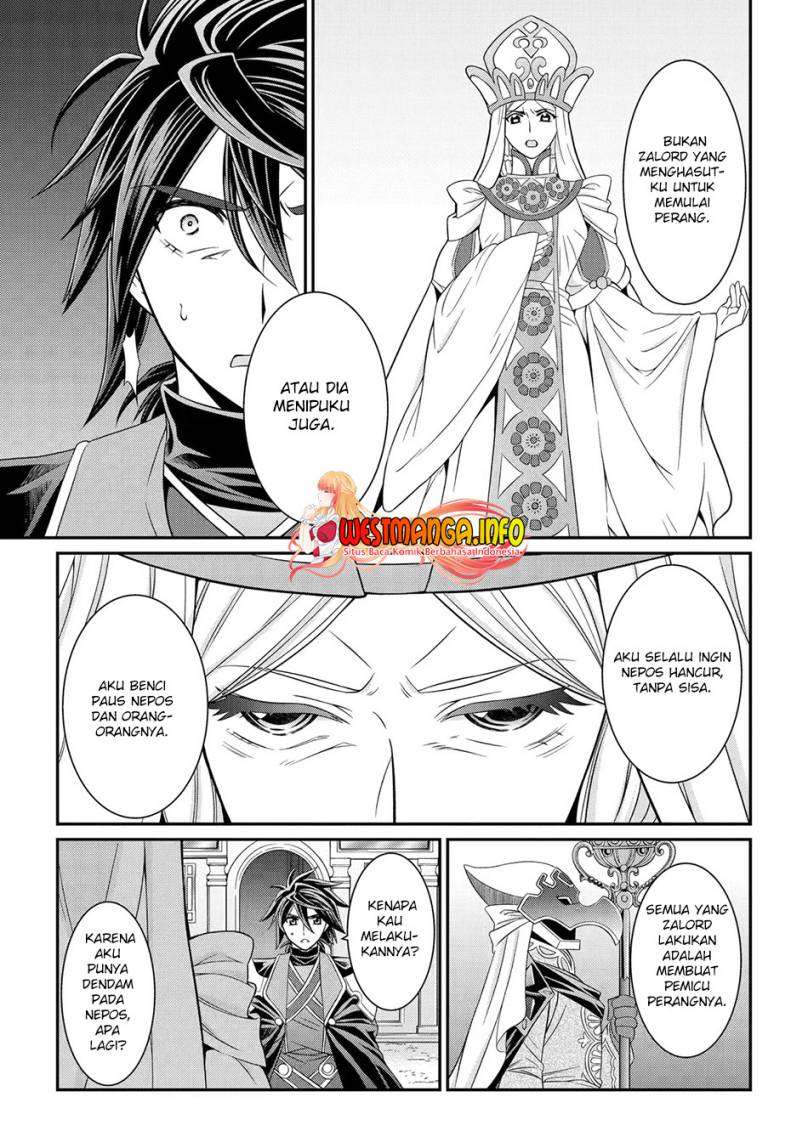 BUKAN
ZALORD YANG
MENGHASUT-
KU UNTUK
MEMULAI
PERANG.
ATAU DIA
MENIPUKU
JUGA.
WESTMANGA.INFO
Situs Baca Komik Berbahasa Indonesia
AKU SELALU INGIN
NEPOS HANCUR,
TANPA SISA.
AKU BENCI
PAUS NEPOS
DAN ORANG-
ORANGNYA.
SEMUA YANG
ZALORD
LAKUKAN
ADALAH
MEMBUAT
PEMICU
PERANGNYA.
KENAPA
KAU
MELAKU-
KANNYA?
KARENA
AKU
PUNYA
DENDAM
PADA
NEPOS,
APA
LAGI?